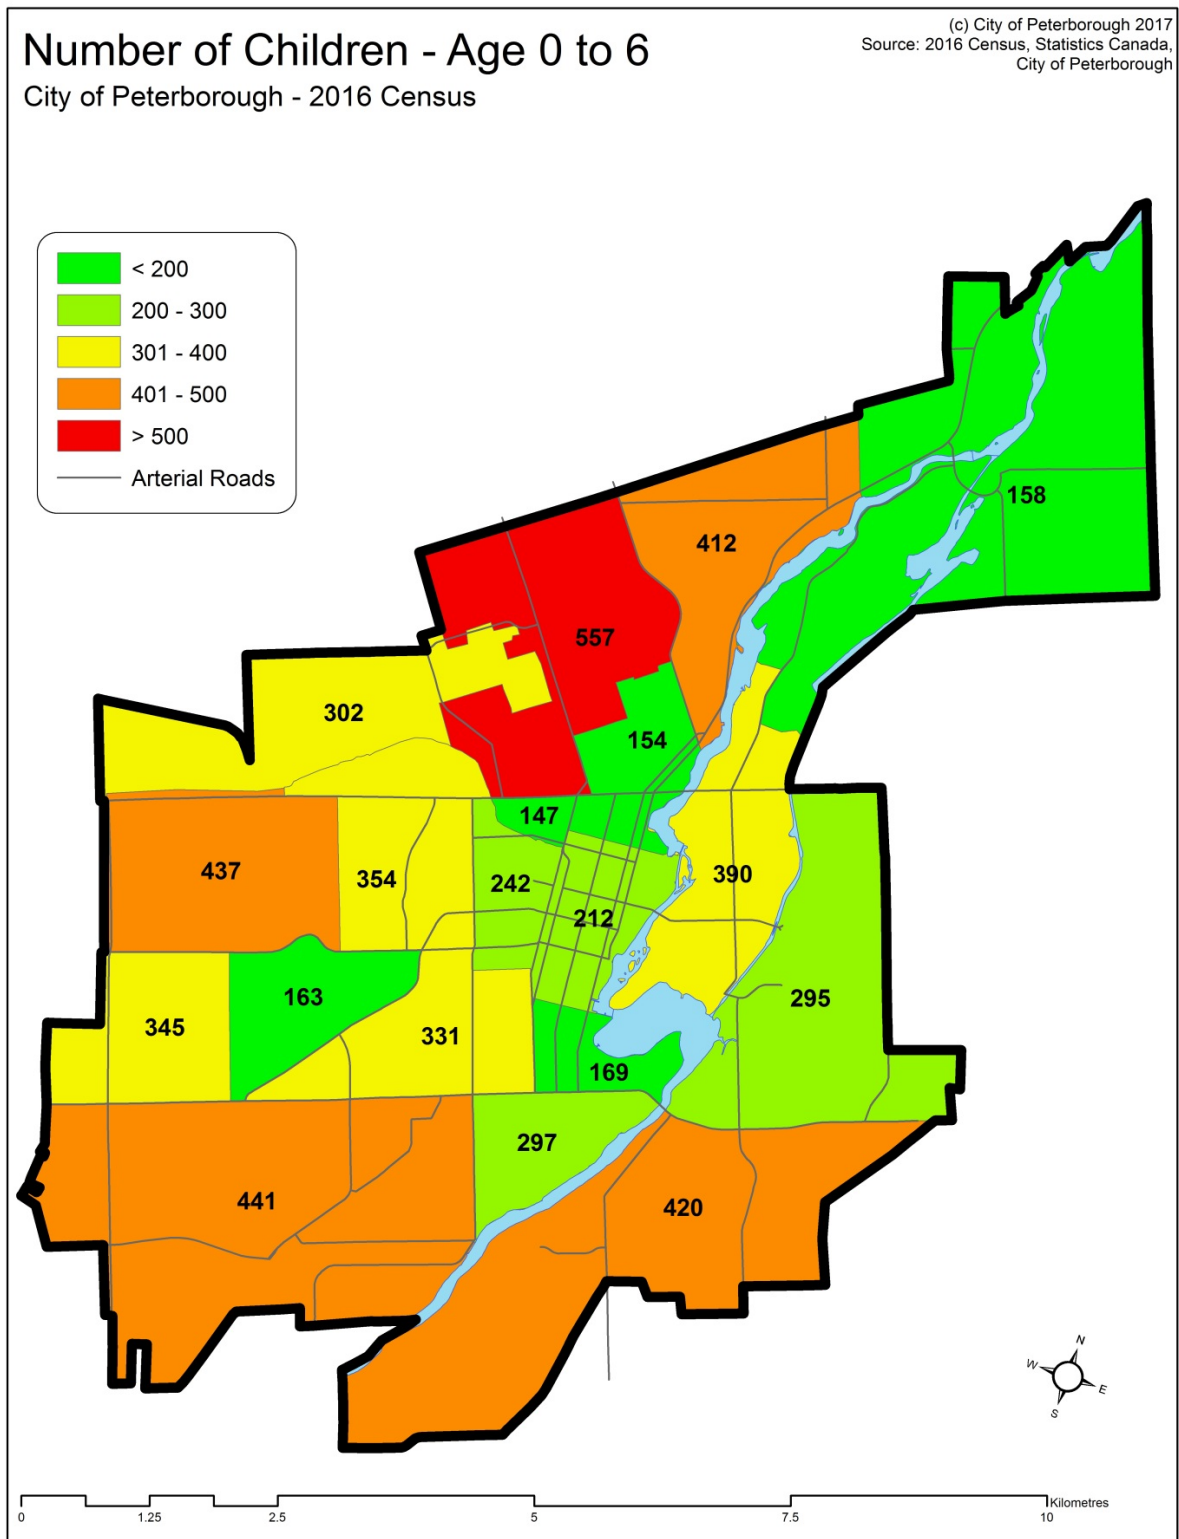 Number of Children - Age 0 to 6
City of Peterborough - 2016 Census
(c) City of Peterborough 2017
Source: 2016 Census, Statistics Canada,
City of Peterborough
< 200
200 - 300
301 - 400
401 - 500
> 500
Arterial Roads
158
412
557
302
154
147
437
354
242
390
212
163
295
345
331
169
297
441
420
N
W
E
S
0 1.25 2.5 5 7.5 10 Kilometres